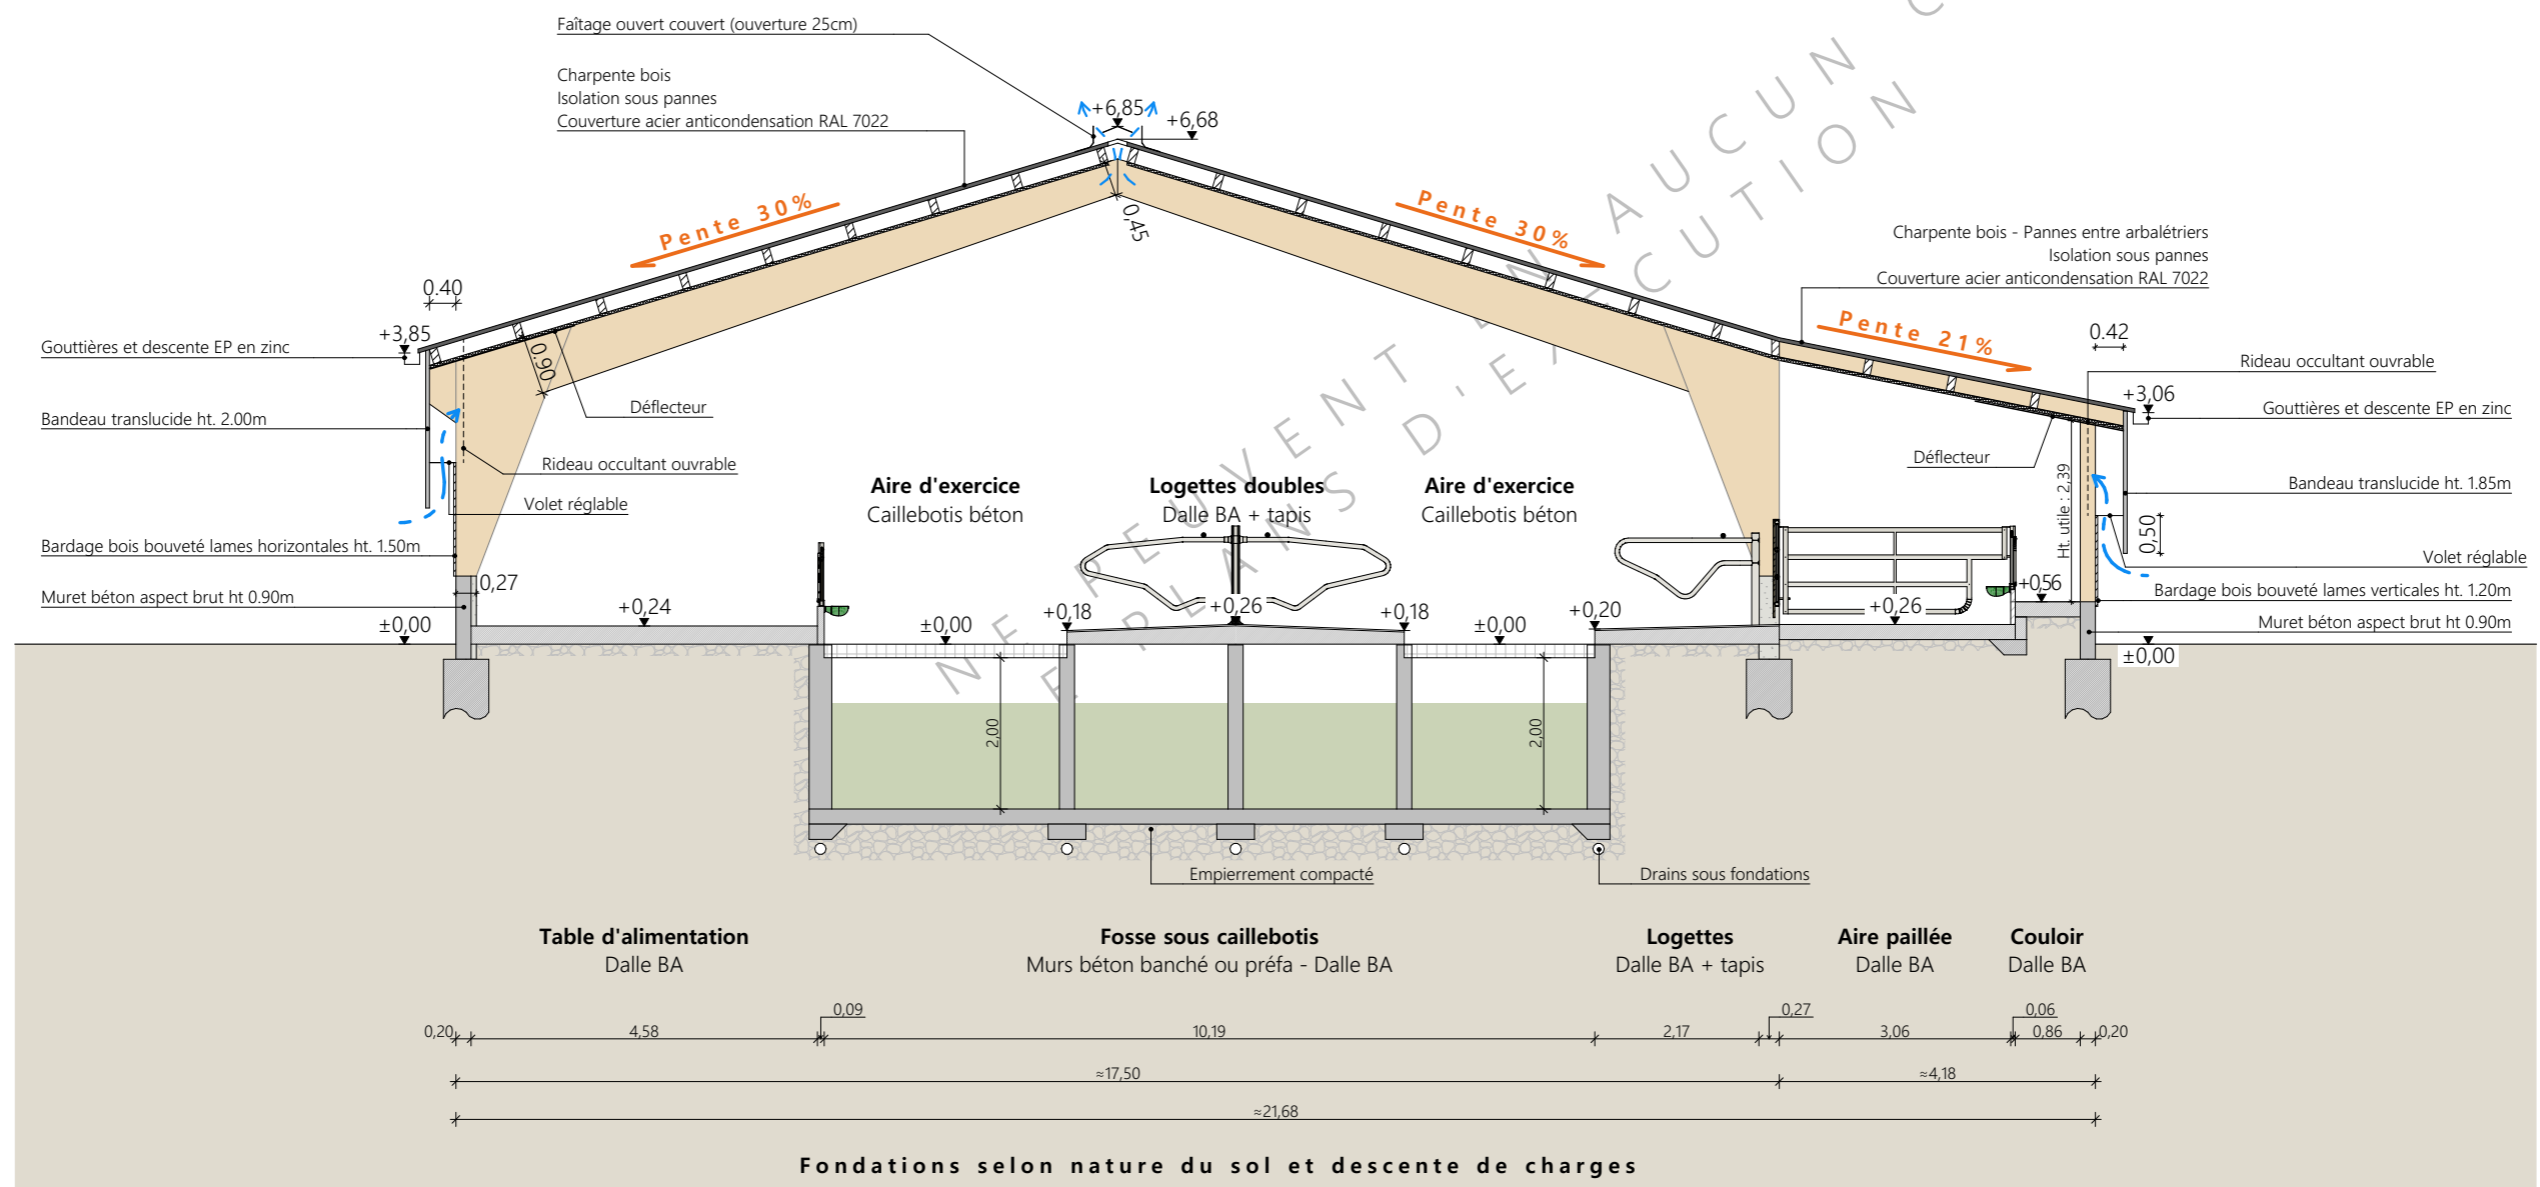 Faîtage ouvert couvert (ouverture 25cm)
Charpente bois
Isolation sous pannes
Couverture acier anticondensation RAL 7022
+6,85
+6,68
Pente 30%
0,45
Pente 30%
Charpente bois - Pannes entre arbalétriers
Isolation sous pannes
Couverture acier anticondensation RAL 7022
Pente 21%
0.40
+3,85
Gouttières et descente EP en zinc
0.90
Déflecteur
Bandeau translucide ht. 2.00m
Rideau occultant ouvrable
Volet réglable
Bardage bois bouveté lames horizontales ht. 1.50m
0,27
Muret béton aspect brut ht 0.90m
±0,00
+0,24
Aire d'exercice
Caillebotis béton
Logettes doubles
Dalle BA + tapis
Aire d'exercice
Caillebotis béton
0.42
Rideau occultant ouvrable
+3,06
Gouttières et descente EP en zinc
Déflecteur
Ht. utile : 2,39
Bandeau translucide ht. 1.85m
0,50
Volet réglable
Bardage bois bouveté lames verticales ht. 1.20m
Muret béton aspect brut ht 0.90m
±0,00
±0,00
+0,18
+0,26
+0,18
±0,00
+0,20
+0,26
+0,56
2,00
2,00
NE PEUVENT EN AUCUN C
E PLANS D'EXECUTION
Empierrement compacté
Drains sous fondations
Table d'alimentation
Dalle BA
Fosse sous caillebotis
Murs béton banché ou préfa - Dalle BA
Logettes
Dalle BA + tapis
Aire paillée
Dalle BA
Couloir
Dalle BA
0,20
4,58
0,09
10,19
2,17
0,27
3,06
0,06
0,86
0,20
≈17,50
≈4,18
≈21,68
Fondations selon nature du sol et descente de charges